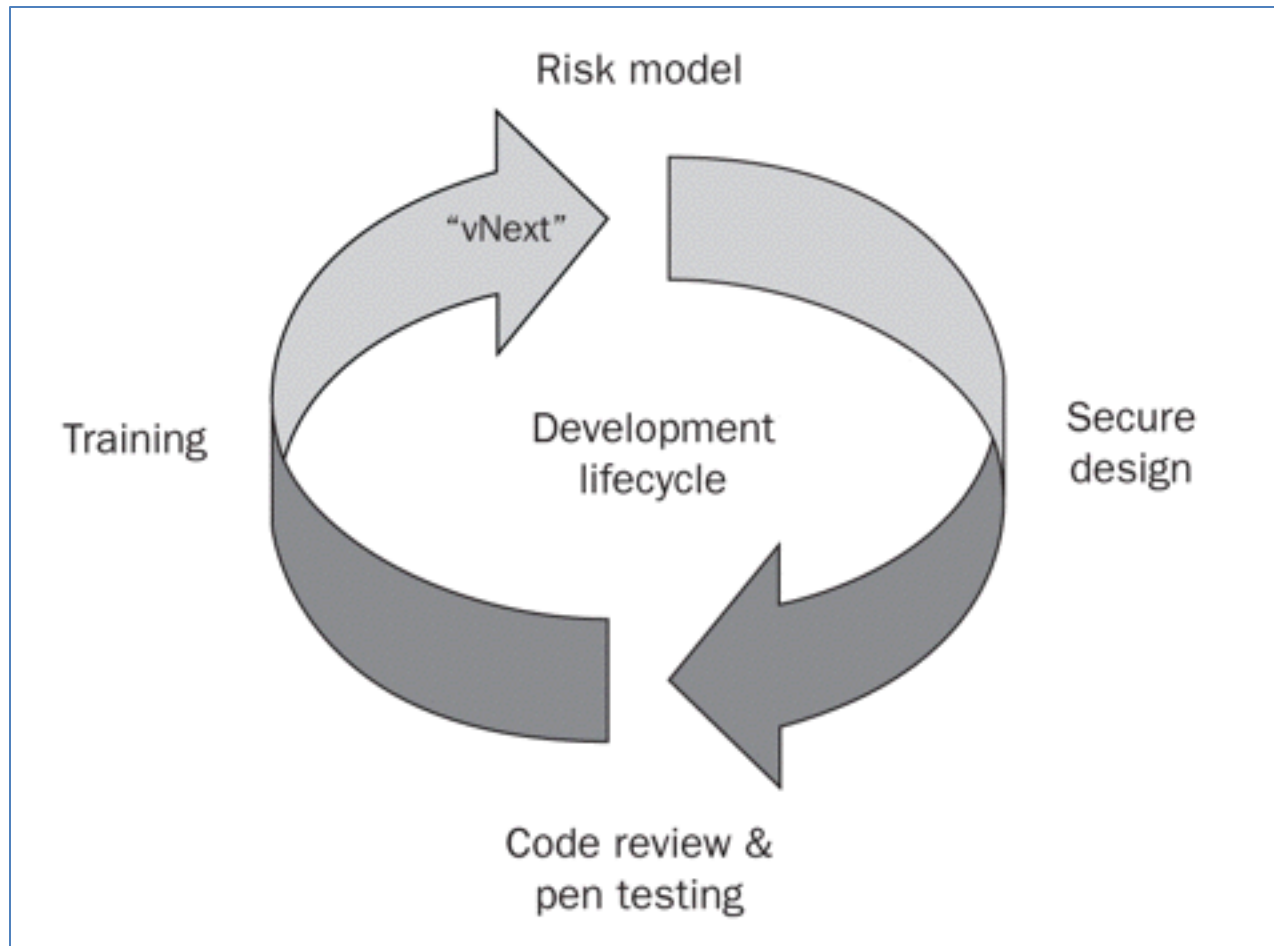 Risk model
“vNext”
Training
Development
lifecycle
Secure
design
Code review &
pen testing